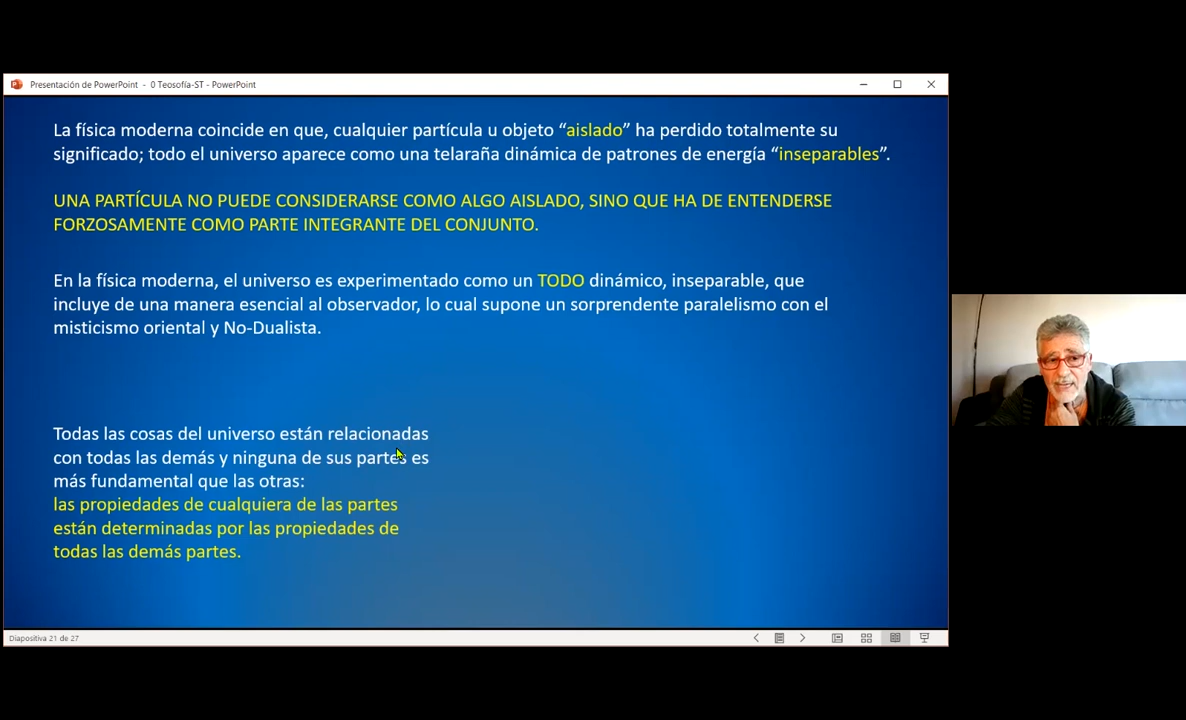 Presentación de PowerPoint - 0 Teosofía-ST - PowerPoint
La física moderna coincide en que, cualquier partícula u objeto “aislado” ha perdido totalmente su
significado; todo el universo aparece como una telaraña dinámica de patrones de energía “inseparables”.
UNA PARTÍCULA NO PUEDE CONSIDERARSE COMO ALGO AISLADO, SINO QUE HA DE ENTENDERSE
FORZOSAMENTE COMO PARTE INTEGRANTE DEL CONJUNTO.
En la física moderna, el universo es experimentado como un TODO dinámico, inseparable, que
incluye de una manera esencial al observador, lo cual supone un sorprendente paralelismo con el
misticismo oriental y No-Dualista.
Todas las cosas del universo están relacionadas
con todas las demás y ninguna de sus partes es
más fundamental que las otras:
las propiedades de cualquiera de las partes
están determinadas por las propiedades de
todas las demás partes.
Diapositiva 21 de 27